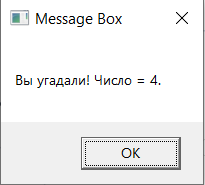 Message Box
Вы угадали! Число = 4.
OK